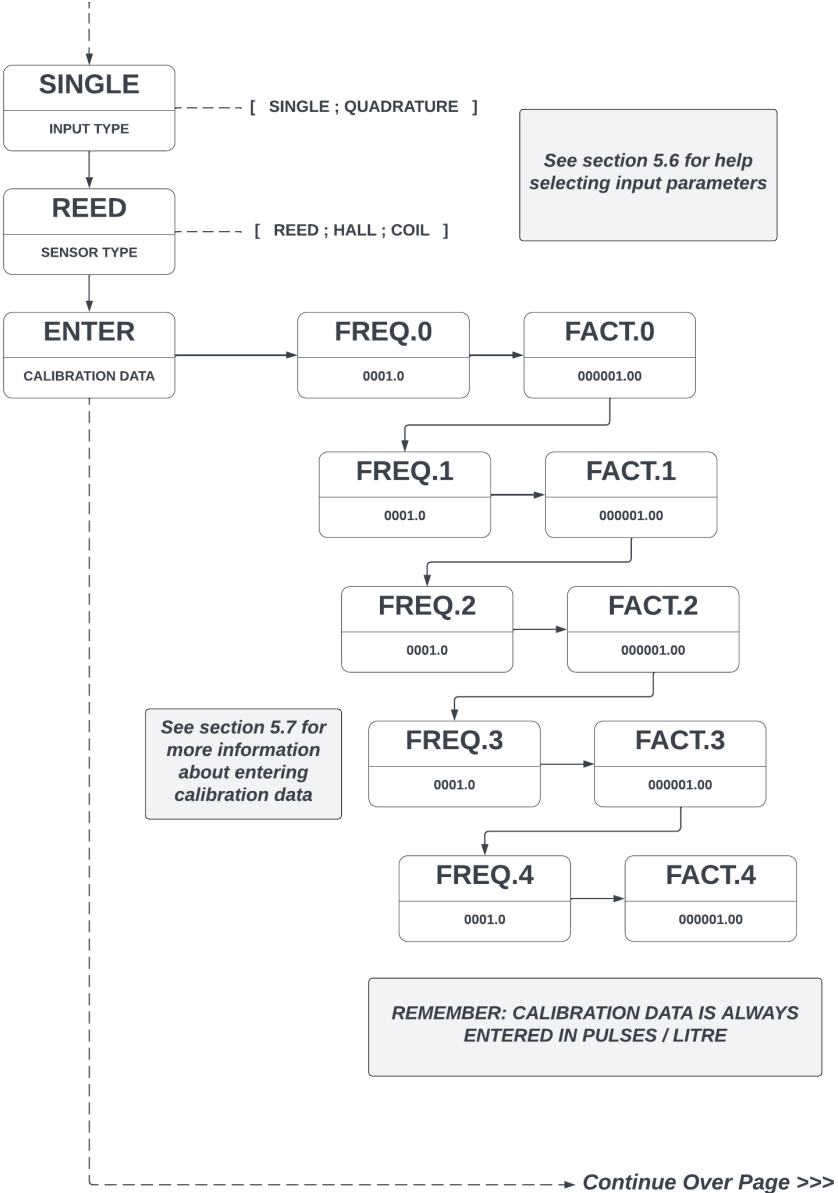 SINGLE
INPUT TYPE
[ SINGLE ; QUADRATURE ]
See section 5.6 for help
selecting input parameters
REED
SENSOR TYPE
[ REED ; HALL ; COIL ]
ENTER
CALIBRATION DATA
FREQ.0
0001.0
FACT.0
000001.00
FREQ.1
0001.0
FACT.1
000001.00
FREQ.2
0001.0
FACT.2
000001.00
See section 5.7 for
more information
about entering
calibration data
FREQ.3
0001.0
FACT.3
000001.00
FREQ.4
0001.0
FACT.4
000001.00
REMEMBER: CALIBRATION DATA IS ALWAYS
ENTERED IN PULSES / LITRE
Continue Over Page >>>